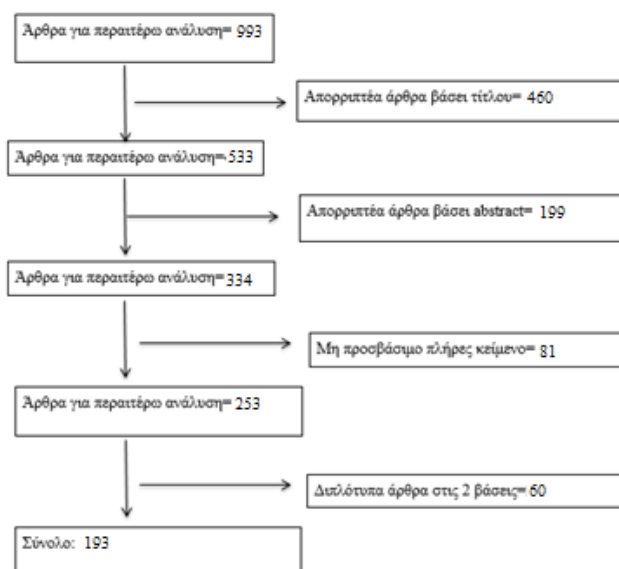 Άρθρα για περαιτέρω ανάλυση= 993
Απορριπτέα άρθρα βάσει τίτλου= 460
Άρθρα για περαιτέρω ανάλυση=533
Απορριπτέα άρθρα βάσει abstract= 199
Άρθρα για περαιτέρω ανάλυση=334
Μη προσβάσιμο πλήρες κείμενο= 81
Άρθρα για περαιτέρω ανάλυση= 253
Διπλότυπα άρθρα στις 2 βάσεις=60
Σύνολο: 193